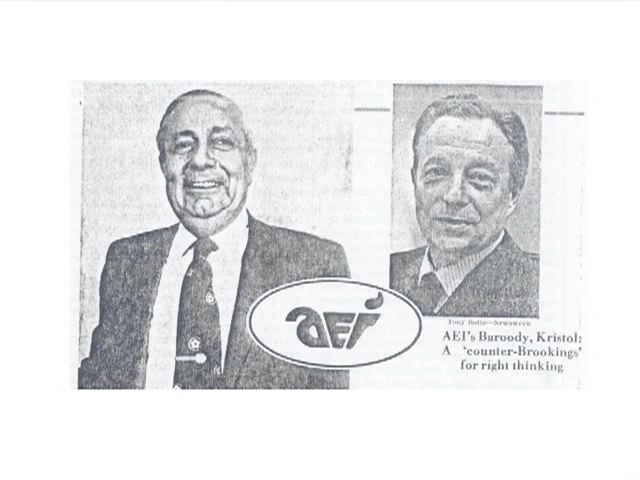 AEI
Tony Rollo—Newsweek
AEI's Baroody, Kristol:
A 'counter-Brookings'
for right thinking